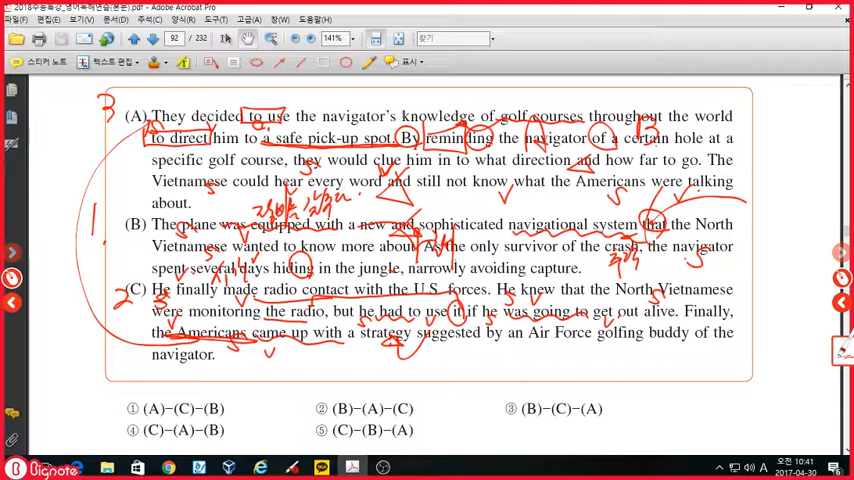 2018수능특강_영어독해연습(본문).pdf - Adobe Acrobat Pro
파일(F) 편집(E) 보기(V) 문서(D) 주석(C) 양식(R) 도구(T) 고급(A) 창(W) 도움말(H)
92 / 232 141% 찾기
스티커 노트 텍스트 편집 표시
3
(A) They decided to use the navigator's knowledge of golf courses throughout the world
to direct him to a safe pick-up spot. By reminding the navigator of a certain hole at a
specific golf course, they would clue him in to what direction and how far to go. The
Vietnamese could hear every word and still not know what the Americans were talking
about.
1
(B) The plane was equipped with a new and sophisticated navigational system that the North
Vietnamese wanted to know more about. As the only survivor of the crash, the navigator
spent several days hiding in the jungle, narrowly avoiding capture.
2
(C) He finally made radio contact with the U.S. forces. He knew that the North Vietnamese
were monitoring the radio, but he had to use it if he was going to get out alive. Finally,
the Americans came up with a strategy suggested by an Air Force golfing buddy of the
navigator.
① (A)−(C)−(B) ② (B)−(A)−(C) ③ (B)−(C)−(A)
④ (C)−(A)−(B) ⑤ (C)−(B)−(A)
Bignote
A 오전 10:41
2017-04-30